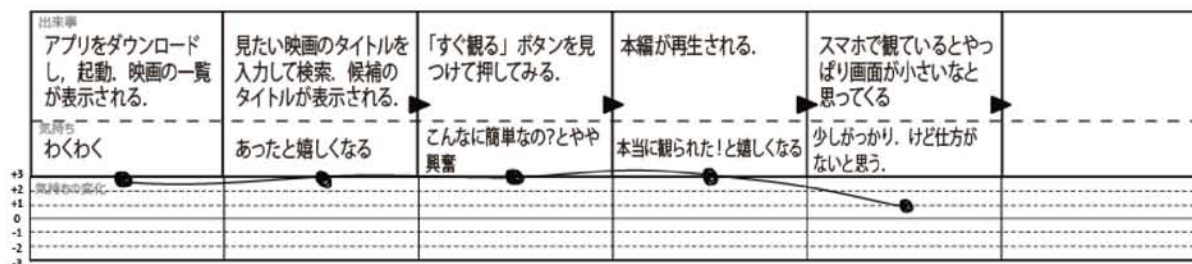 出来事
アプリをダウンロード
し，起動．映画の一覧
が表示される．
見たい映画のタイトルを
入力して検索．候補の
タイトルが表示される．
「すぐ観る」ボタンを見
つけて押してみる．
本編が再生される．
スマホで観ているとやっ
ぱり画面が小さいなと
思ってくる
気持ち
わくわく
あったと嬉しくなる
こんなに簡単なの?とやや
興奮
本当に観られた！と嬉しくなる
少しがっかり．けど仕方が
ないと思う．
気持ちの変化
+3
+2
+1
0
-1
-2
-3